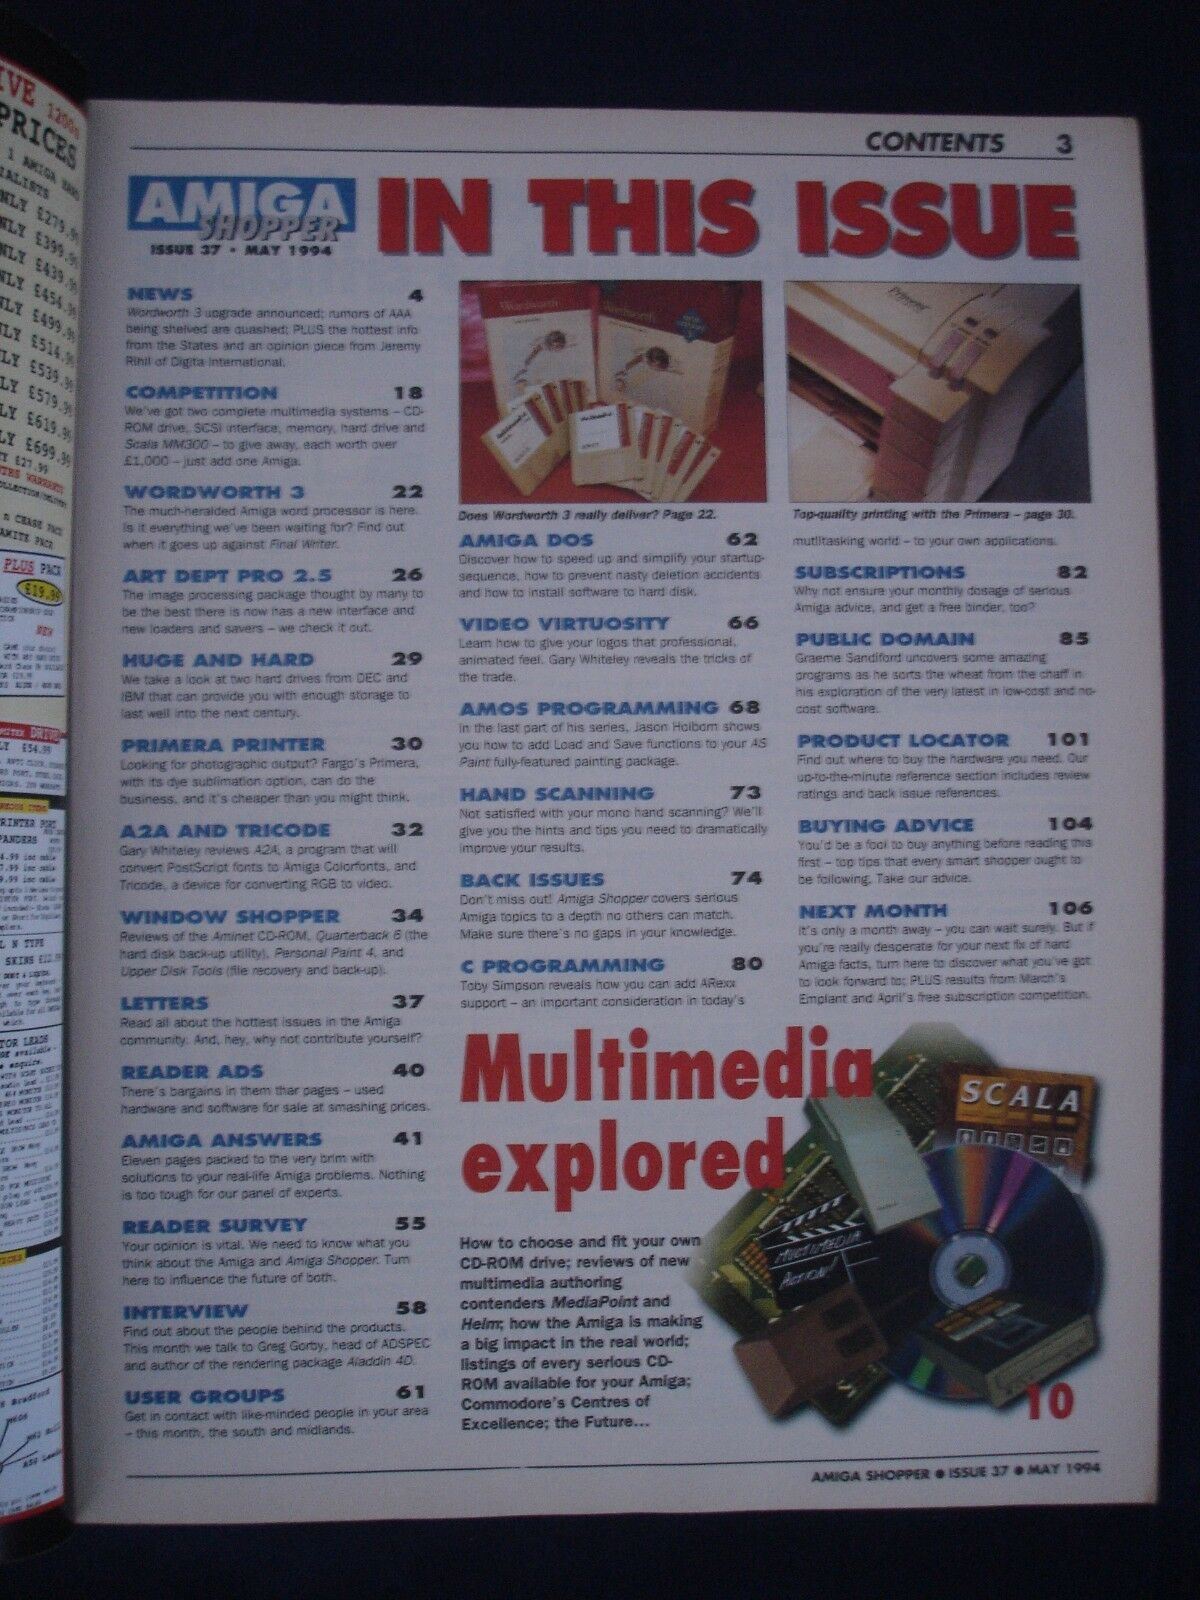 CONTENTS 3
AMIGA SHOPPER
ISSUE 37 • MAY 1994
IN THIS ISSUE
NEWS 4
Wordworth 3 upgrade announced; rumors of AAA
being shelved are quashed; PLUS the hottest info
from the States and an opinion piece from Jeremy
Rihll of Digita International.
COMPETITION 18
We've got two complete multimedia systems – CD-
ROM drive, SCSI interface, memory, hard drive and
Scala MM300 – to give away, each worth over
£1,000 – just add one Amiga.
WORDWORTH 3 22
The much-heralded Amiga word processor is here.
Is it everything we've been waiting for? Find out
when it goes up against Final Writer.
ART DEPT PRO 2.5 26
The image processing package thought by many to
be the best there is now has a new interface and
new loaders and savers – we check it out.
HUGE AND HARD 29
We take a look at two hard drives from DEC and
IBM that can provide you with enough storage to
last well into the next century.
PRIMERA PRINTER 30
Looking for photographic output? Fargo's Primera,
with its dye sublimation option, can do the
business, and it's cheaper than you might think.
A2A AND TRICODE 32
Gary Whiteley reviews A2A, a program that will
convert PostScript fonts to Amiga Colorfonts, and
Tricode, a device for converting RGB to video.
WINDOW SHOPPER 34
Reviews of the Aminet CD-ROM, Quarterback 6 (the
hard disk back-up utility), Personal Paint 4, and
Upper Disk Tools (file recovery and back-up).
LETTERS 37
Read all about the hottest issues in the Amiga
community. And, hey, why not contribute yourself?
READER ADS 40
There's bargains in them thar pages – used
hardware and software for sale at smashing prices.
AMIGA ANSWERS 41
Eleven pages packed to the very brim with
solutions to your real-life Amiga problems. Nothing
is too tough for our panel of experts.
READER SURVEY 55
Your opinion is vital. We need to know what you
think about the Amiga and Amiga Shopper. Turn
here to influence the future of both.
INTERVIEW 58
Find out about the people behind the products.
This month we talk to Greg Gorby, head of ADSPEC
and author of the rendering package Aladdin 4D.
USER GROUPS 61
Get in contact with like-minded people in your area
– this month, the south and midlands.
Wordworth
Does Wordworth 3 really deliver? Page 22.
AMIGA DOS 62
Discover how to speed up and simplify your startup-
sequence, how to prevent nasty deletion accidents
and how to install software to hard disk.
VIDEO VIRTUOSITY 66
Learn how to give your logos that professional,
animated feel. Gary Whiteley reveals the tricks of
the trade.
AMOS PROGRAMMING 68
In the last part of his series, Jason Holborn shows
you how to add Load and Save functions to your AS
Paint fully-featured painting package.
HAND SCANNING 73
Not satisfied with your mono hand scanning? We'll
give you the hints and tips you need to dramatically
improve your results.
BACK ISSUES 74
Don't miss out! Amiga Shopper covers serious
Amiga topics to a depth no others can match.
Make sure there's no gaps in your knowledge.
C PROGRAMMING 80
Toby Simpson reveals how you can add ARexx
support – an important consideration in today's
Primera
Top-quality printing with the Primera – page 30.
mutlitasking world – to your own applications.
SUBSCRIPTIONS 82
Why not ensure your monthly dosage of serious
Amiga advice, and get a free binder, too?
PUBLIC DOMAIN 85
Graeme Sandiford uncovers some amazing
programs as he sorts the wheat from the chaff in
his exploration of the very latest in low-cost and no-
cost software.
PRODUCT LOCATOR 101
Find out where to buy the hardware you need. Our
up-to-the-minute reference section includes review
ratings and back issue references.
BUYING ADVICE 104
You'd be a fool to buy anything before reading this
first – top tips that every smart shopper ought to
be following. Take our advice.
NEXT MONTH 106
It's only a month away – you can wait surely. But if
you're really desperate for your next fix of hard
Amiga facts, turn here to discover what you've got
to look forward to; PLUS results from March's
Emplant and April's free subscription competition.
Multimedia
explored
How to choose and fit your own
CD-ROM drive; reviews of new
multimedia authoring
contenders MediaPoint and
Helm; how the Amiga is making
a big impact in the real world;
listings of every serious CD-
ROM available for your Amiga;
Commodore's Centres of
Excellence; the Future...
SCALA
MULTIMEDIA
ACTION!
10
AMIGA SHOPPER • ISSUE 37 • MAY 1994
PRICES
£19.99
NEW